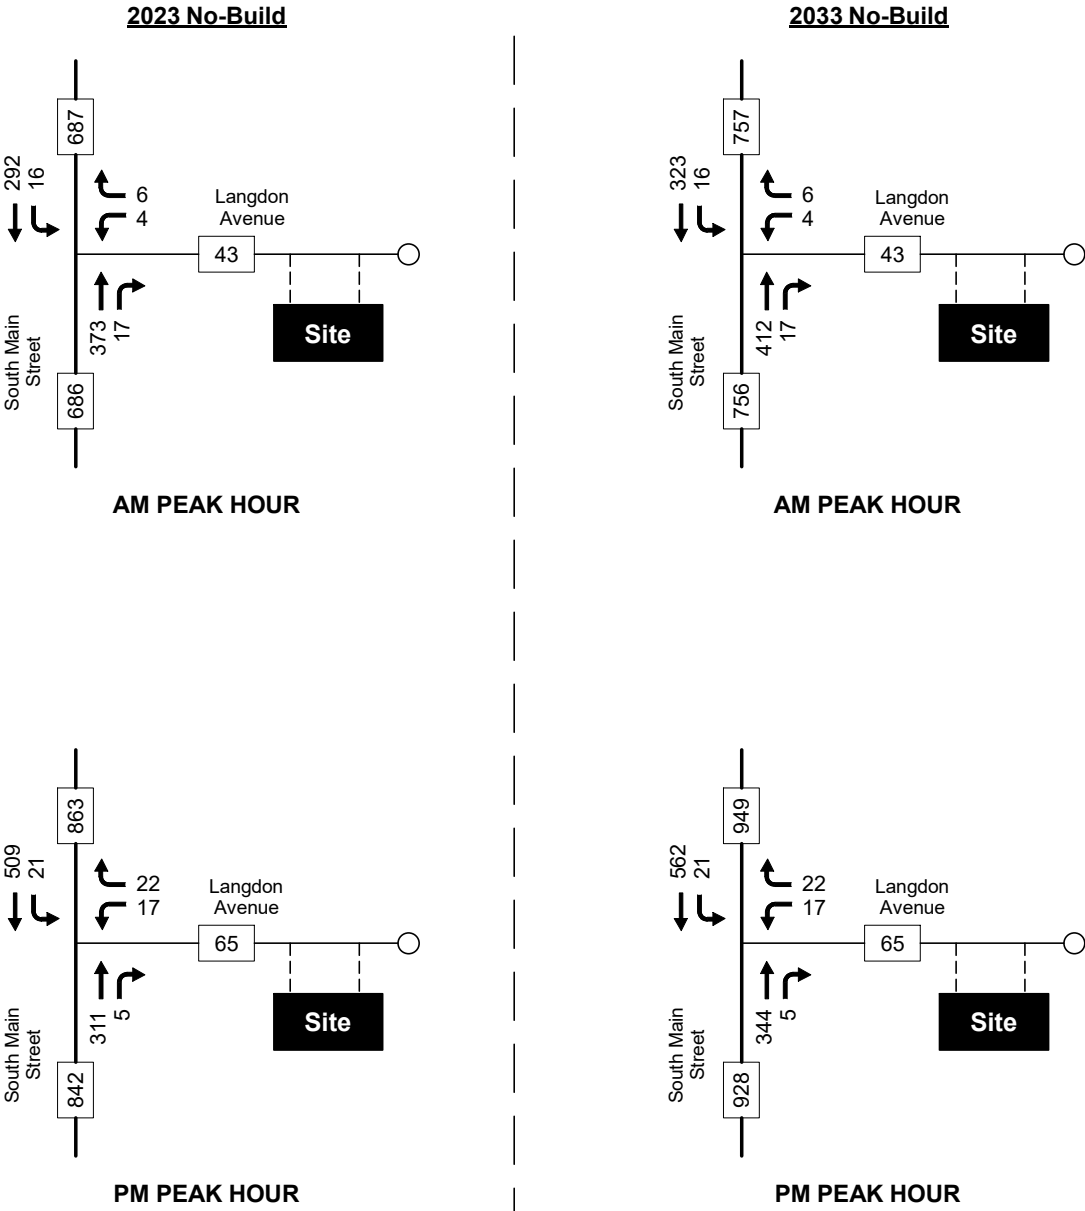 2023 No-Build
687
292
16
6
4
Langdon
Avenue
43
373
17
Site
South Main
Street
686
AM PEAK HOUR
2033 No-Build
757
323
16
6
4
Langdon
Avenue
43
412
17
Site
South Main
Street
756
AM PEAK HOUR
863
509
21
22
17
Langdon
Avenue
65
311
5
Site
South Main
Street
842
PM PEAK HOUR
949
562
21
22
17
Langdon
Avenue
65
344
5
Site
South Main
Street
928
PM PEAK HOUR